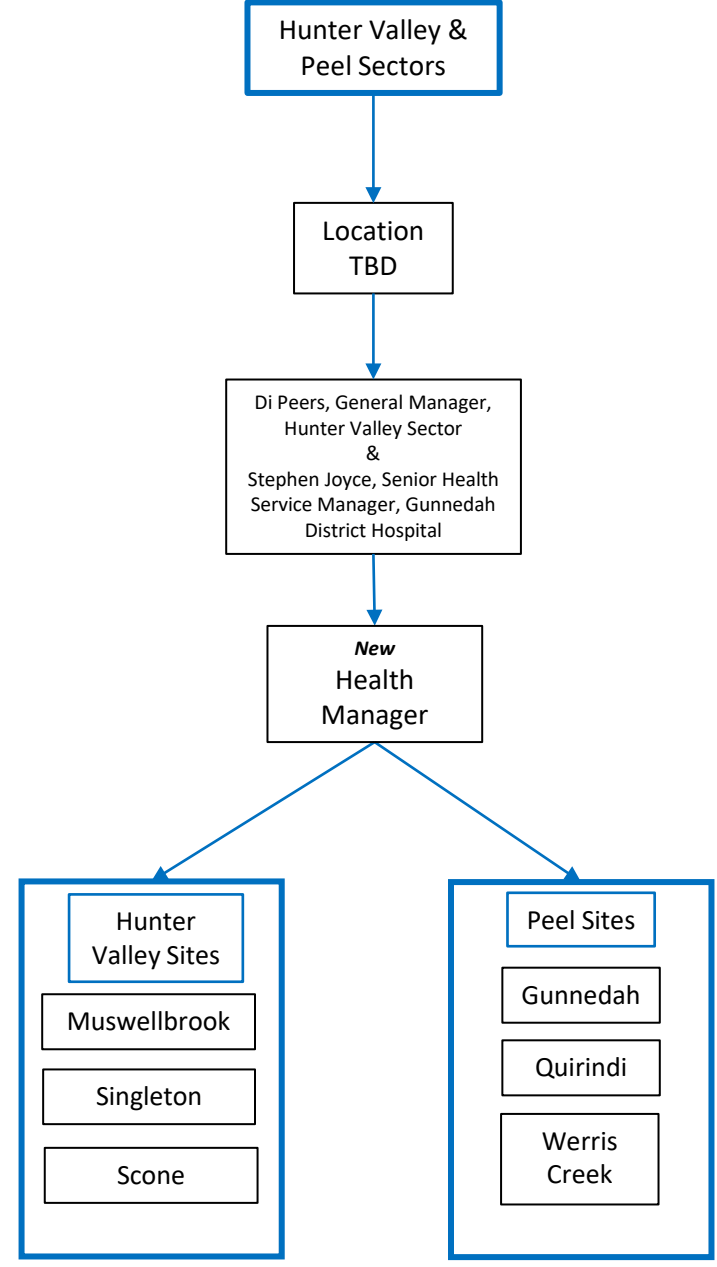 Hunter Valley &
Peel Sectors
Location
TBD
Di Peers, General Manager,
Hunter Valley Sector
&
Stephen Joyce, Senior Health
Service Manager, Gunnedah
District Hospital
New
Health
Manager
Hunter
Valley Sites
Muswellbrook
Singleton
Scone
Peel Sites
Gunnedah
Quirindi
Werris
Creek